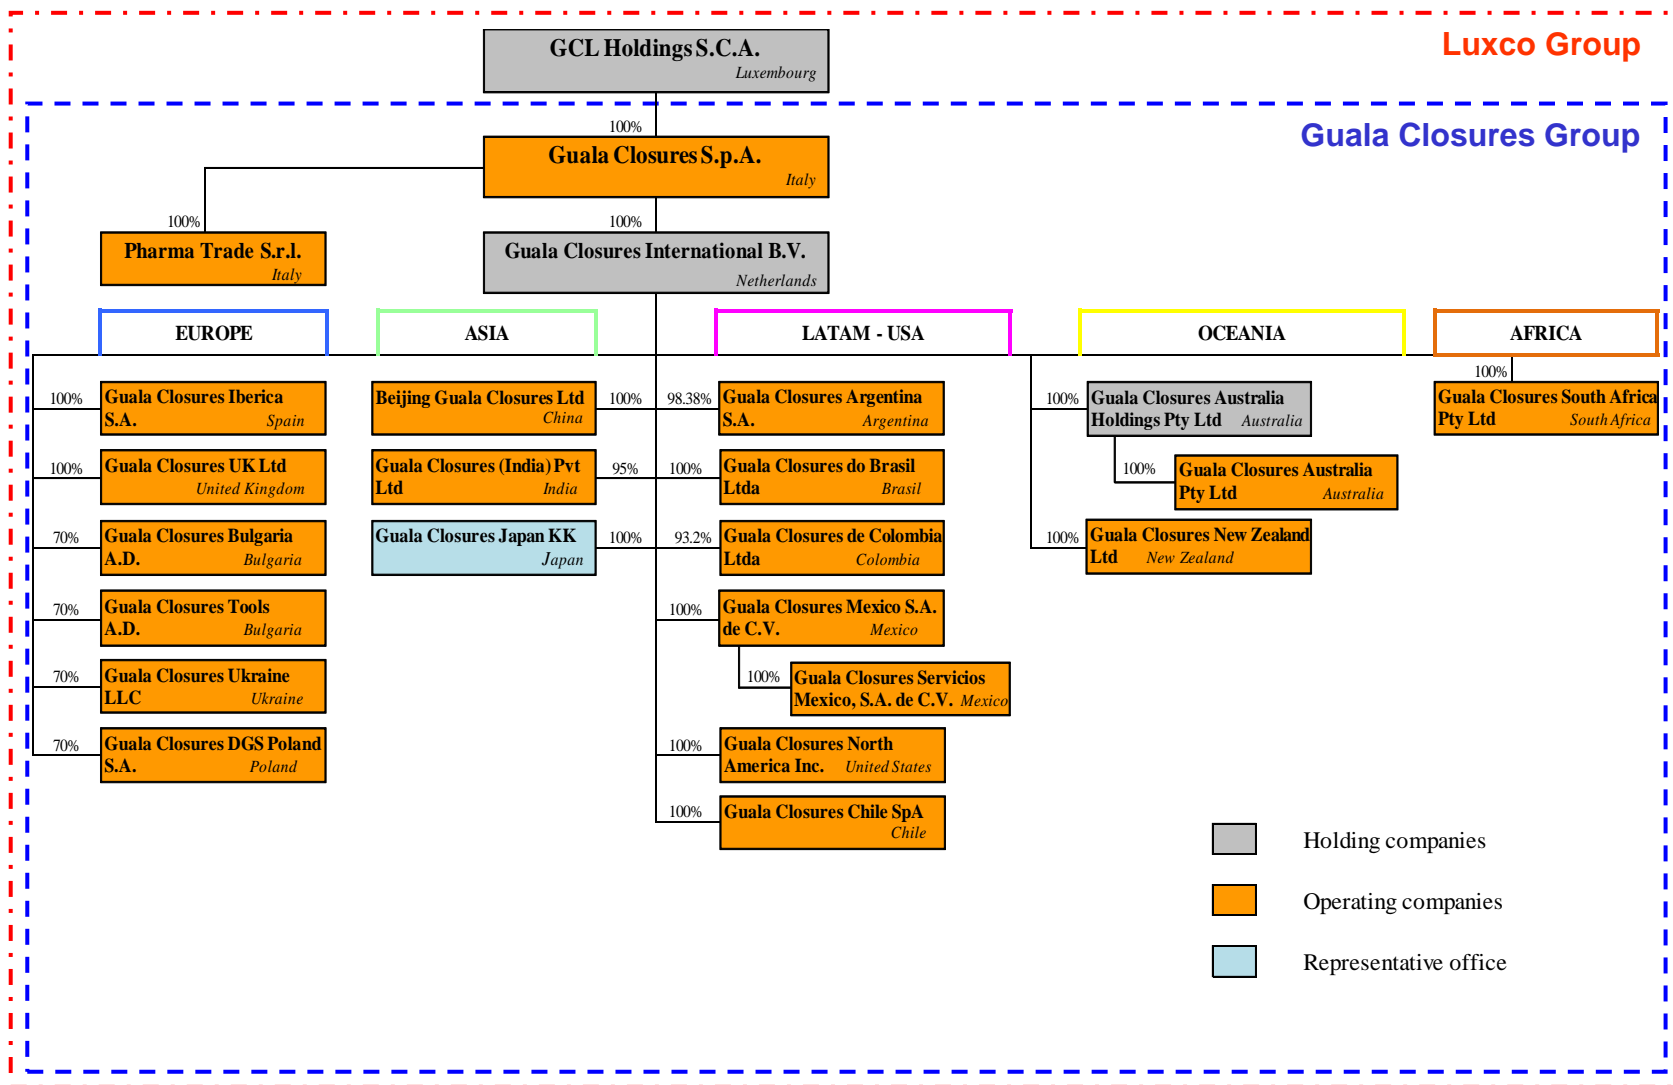 Luxco Group
GCL Holdings S.C.A.
Luxembourg
100%
Guala Closures Group
Guala Closures S.p.A.
Italy
100%
100%
Pharma Trade S.r.l.
Italy
Guala Closures International B.V.
Netherlands
EUROPE
ASIA
LATAM - USA
OCEANIA
AFRICA
100%
Guala Closures Iberica
S.A. Spain
100%
Guala Closures UK Ltd
United Kingdom
70%
Guala Closures Bulgaria
A.D. Bulgaria
70%
Guala Closures Tools
A.D. Bulgaria
70%
Guala Closures Ukraine
LLC Ukraine
70%
Guala Closures DGS Poland
S.A. Poland
Beijing Guala Closures Ltd
China
100%
Guala Closures (India) Pvt
Ltd India
95%
Guala Closures Japan KK
Japan
100%
98.38%
Guala Closures Argentina
S.A. Argentina
100%
Guala Closures do Brasil
Ltda Brasil
93.2%
Guala Closures de Colombia
Ltda Colombia
100%
Guala Closures Mexico S.A.
de C.V. Mexico
100%
Guala Closures Servicios
Mexico, S.A. de C.V. Mexico
100%
Guala Closures North
America Inc. United States
100%
Guala Closures Chile SpA
Chile
100%
Guala Closures Australia
Holdings Pty Ltd Australia
100%
Guala Closures Australia
Pty Ltd Australia
100%
Guala Closures New Zealand
Ltd New Zealand
100%
Guala Closures South Africa
Pty Ltd South Africa
Holding companies
Operating companies
Representative office